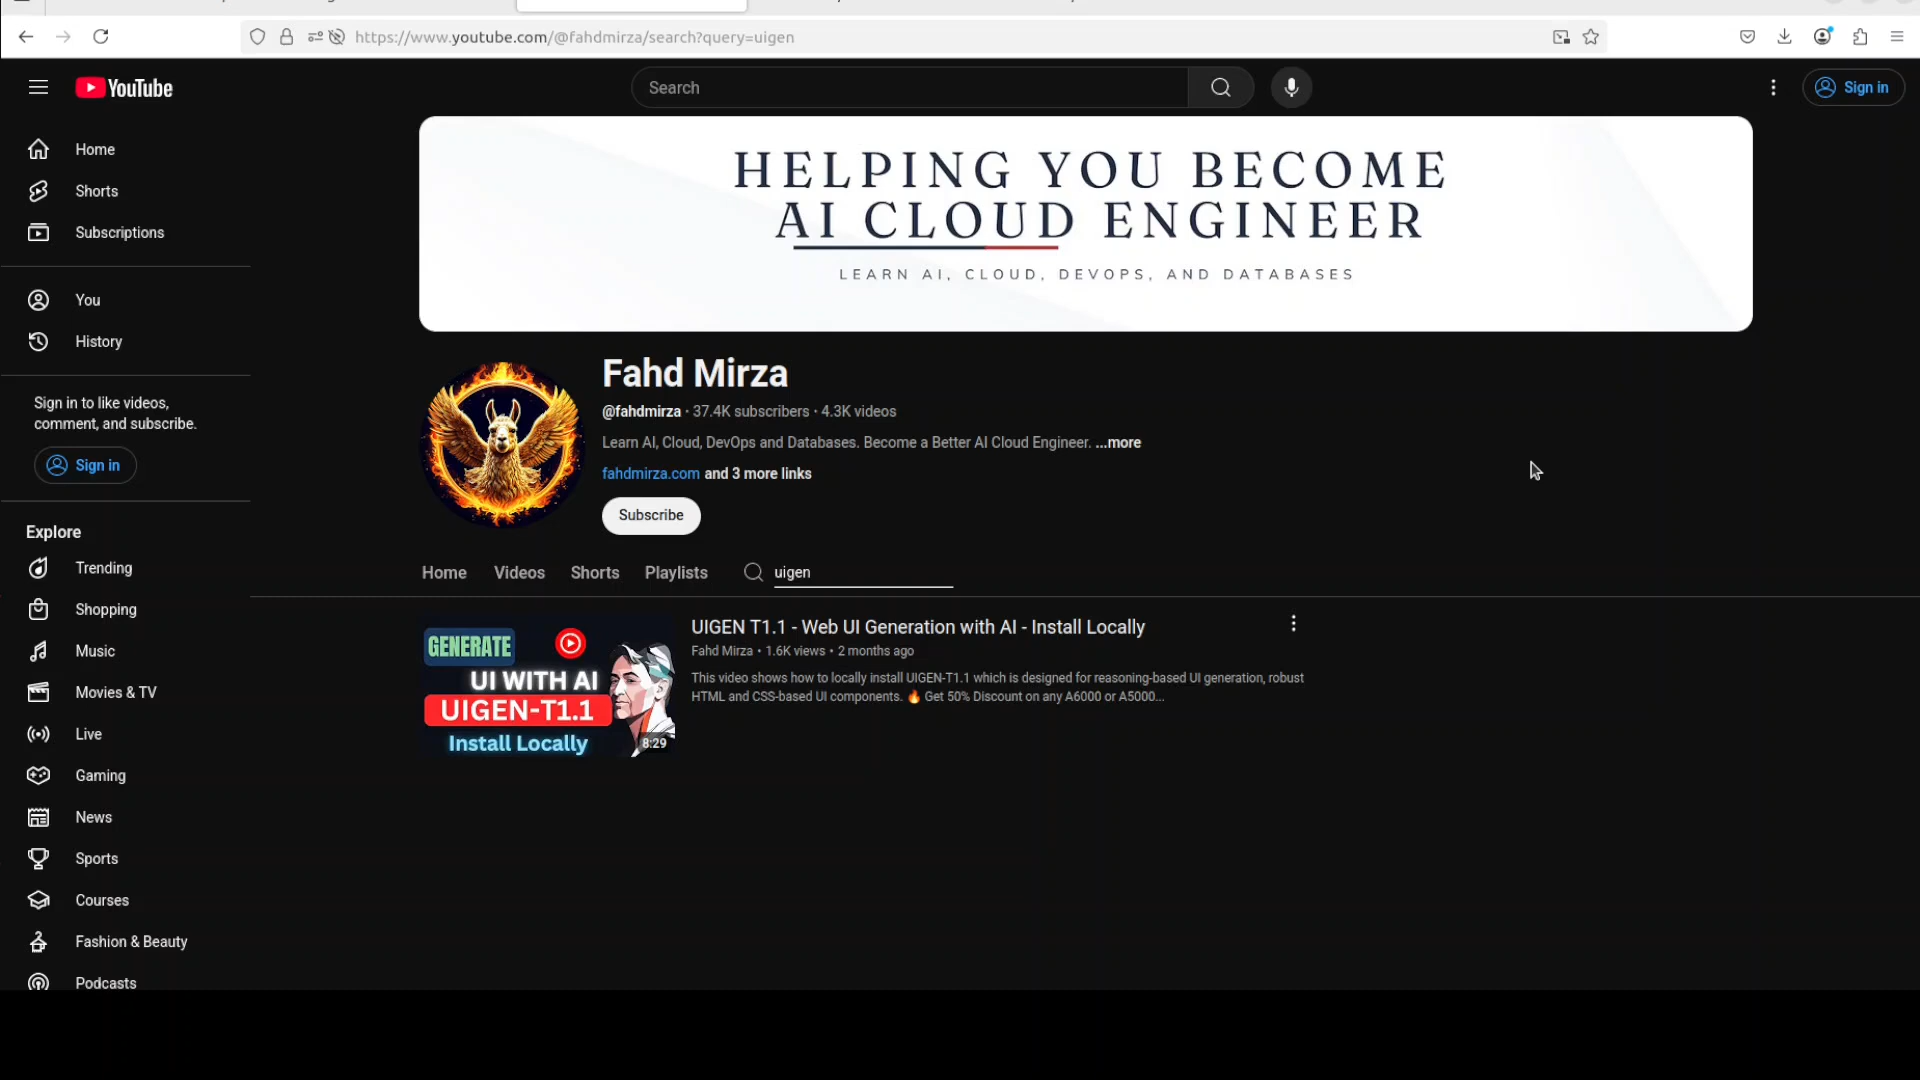 https://www.youtube.com/@fahdmirza/search?query=uigen
YouTube
Search
Sign in
Home
Shorts
Subscriptions
You
History
Sign in to like videos,
comment, and subscribe.
Sign in
Explore
Trending
Shopping
Music
Movies & TV
Live
Gaming
News
Sports
Courses
Fashion & Beauty
Podcasts
HELPING YOU BECOME
AI CLOUD ENGINEER
LEARN AI, CLOUD, DEVOPS, AND DATABASES
Fahd Mirza
@fahdmirza · 37.4K subscribers · 4.3K videos
Learn AI, Cloud, DevOps and Databases. Become a Better AI Cloud Engineer. ...more
fahdmirza.com and 3 more links
Subscribe
Home Videos Shorts Playlists uigen
GENERATE
UI WITH AI
UIGEN-T1.1
Install Locally
8:29
UIGEN T1.1 - Web UI Generation with AI - Install Locally
Fahd Mirza • 1.6K views • 2 months ago
This video shows how to locally install UIGEN-T1.1 which is designed for reasoning-based UI generation, robust
HTML and CSS-based UI components. 🔥 Get 50% Discount on any A6000 or A5000...